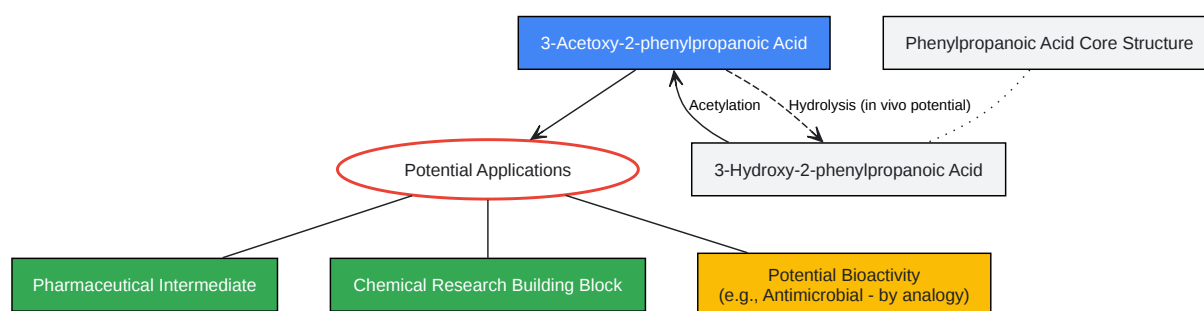 3-Acetoxy-2-phenylpropanoic Acid
Phenylpropanoic Acid Core Structure
Acetylation
Hydrolysis (in vivo potential)
Potential Applications
3-Hydroxy-2-phenylpropanoic Acid
Pharmaceutical Intermediate
Chemical Research Building Block
Potential Bioactivity
(e.g., Antimicrobial - by analogy)